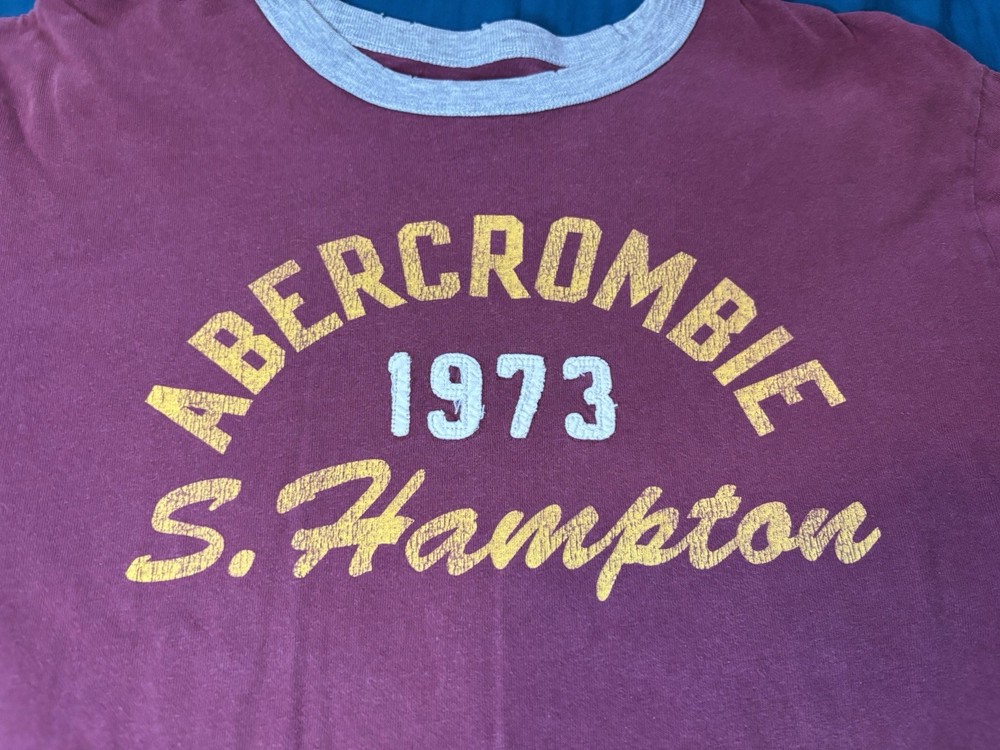 ABERCROMBIE
1973
S. Hampton